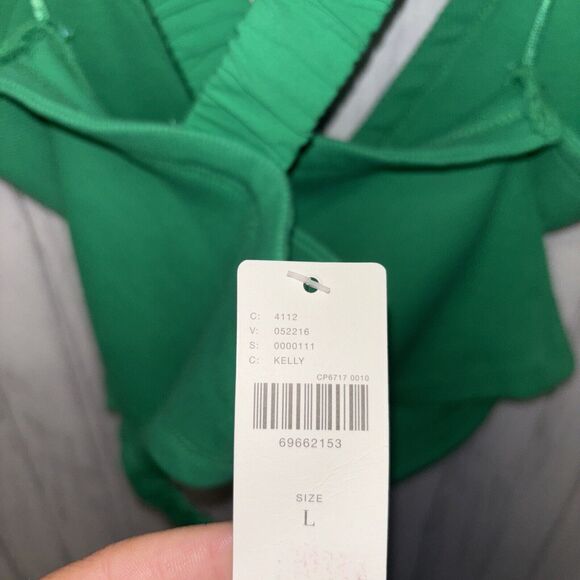 C: 4112
V: 052216
S: 0000111
C: KELLY
CP6717 0010
69662153
SIZE
L